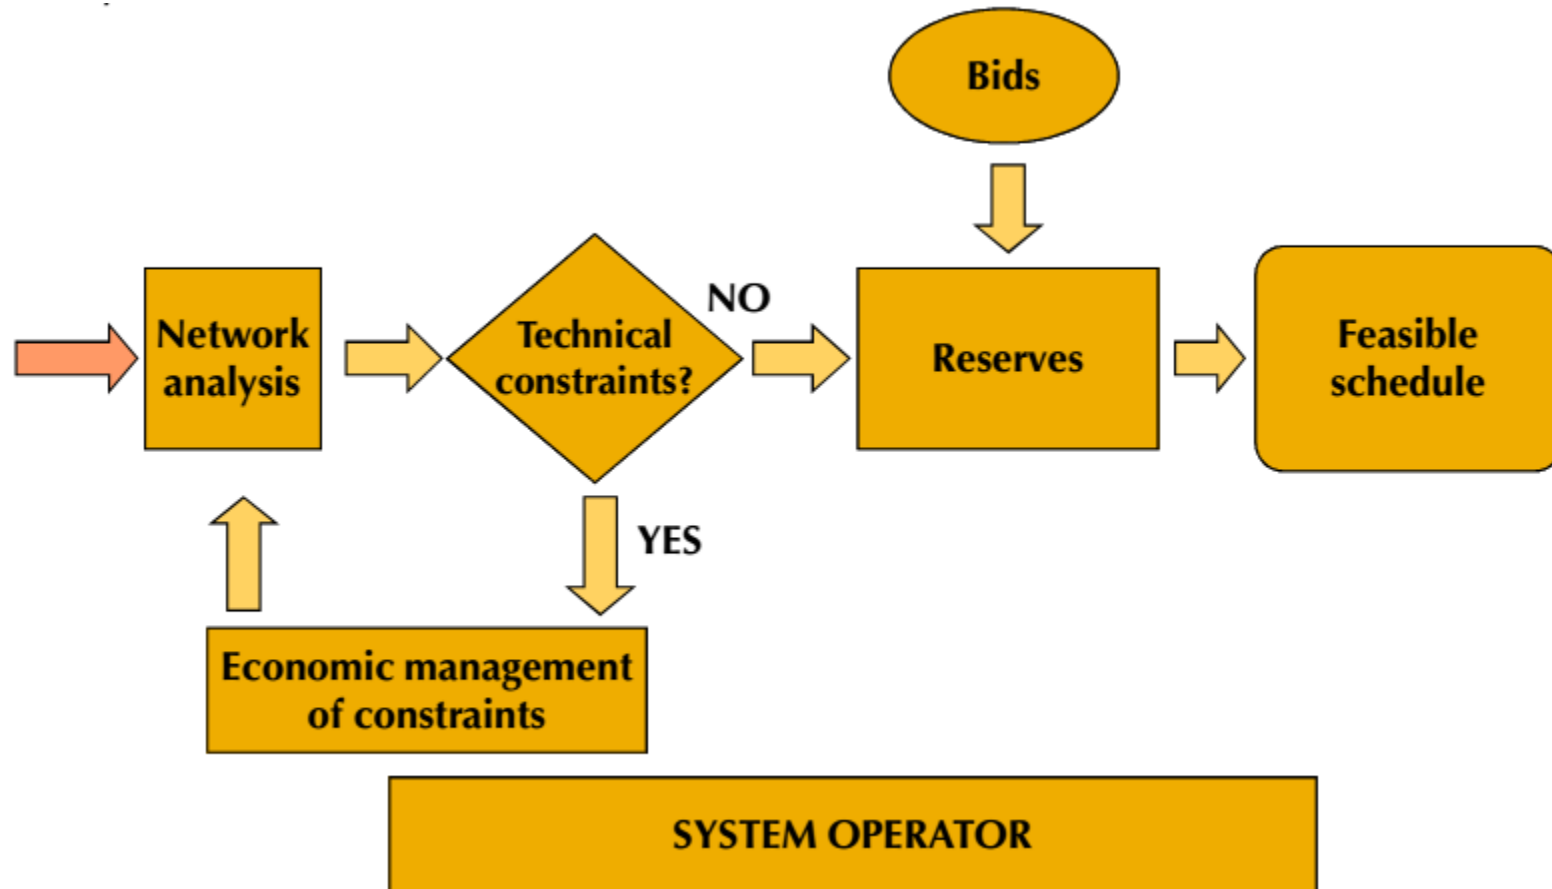 Bids
NO
Network
analysis
Technical
constraints?
Reserves
Feasible
schedule
YES
Economic management
of constraints
SYSTEM OPERATOR